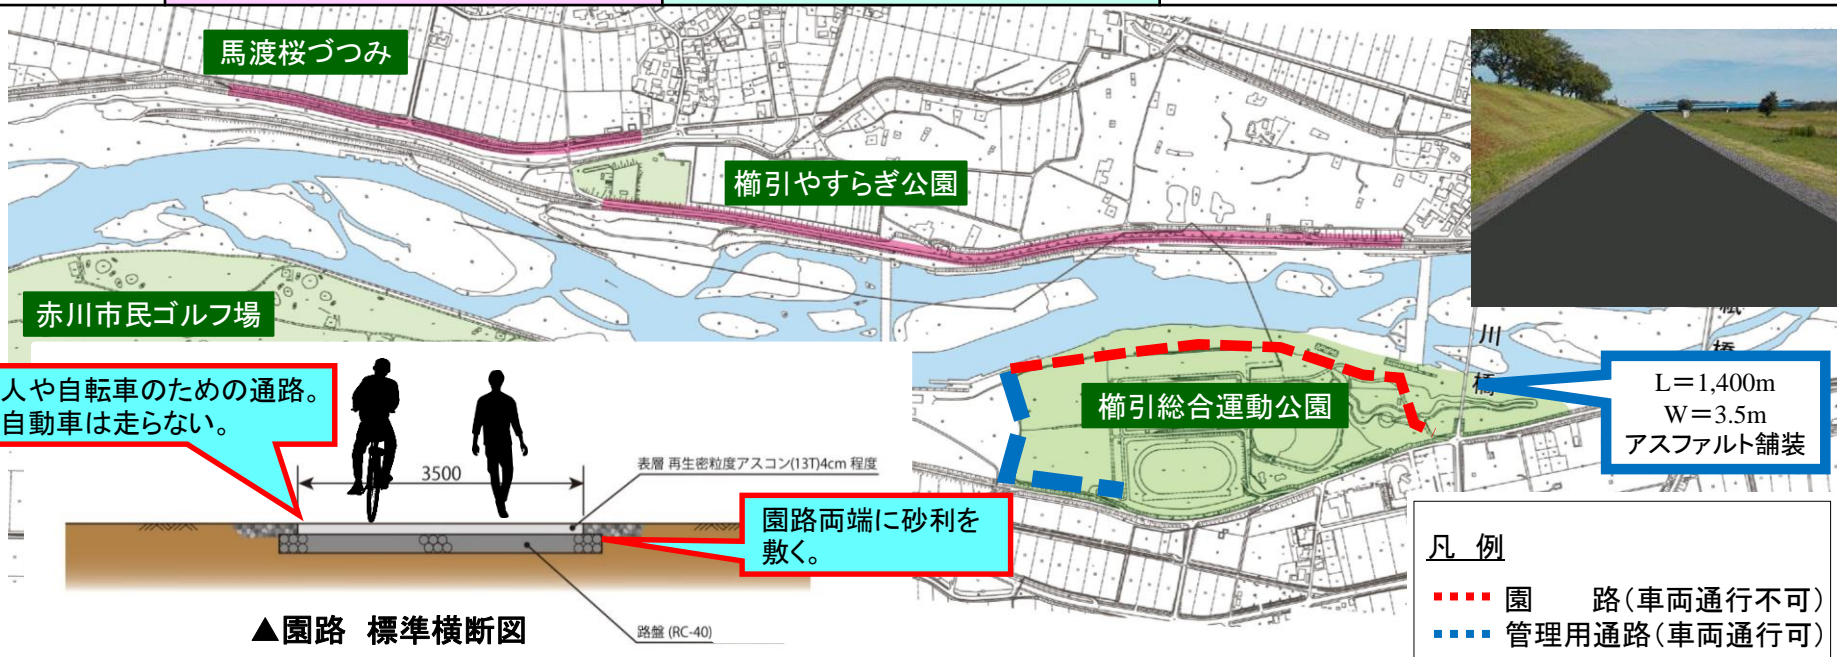 馬渡桜づつみ
櫛引やすらぎ公園
赤川市民ゴルフ場
人や自転車のための通路。
自動車は走らない。
3500
表層 再生密粒度アスコン(13T)4cm 程度
園路両端に砂利を
敷く。
路盤 (RC-40)
▲園路 標準横断図
櫛引総合運動公園
川
橋
橋
L＝1,400m
W＝3.5m
アスファルト舗装
凡 例
園 路(車両通行不可)
管理用通路(車両通行可)